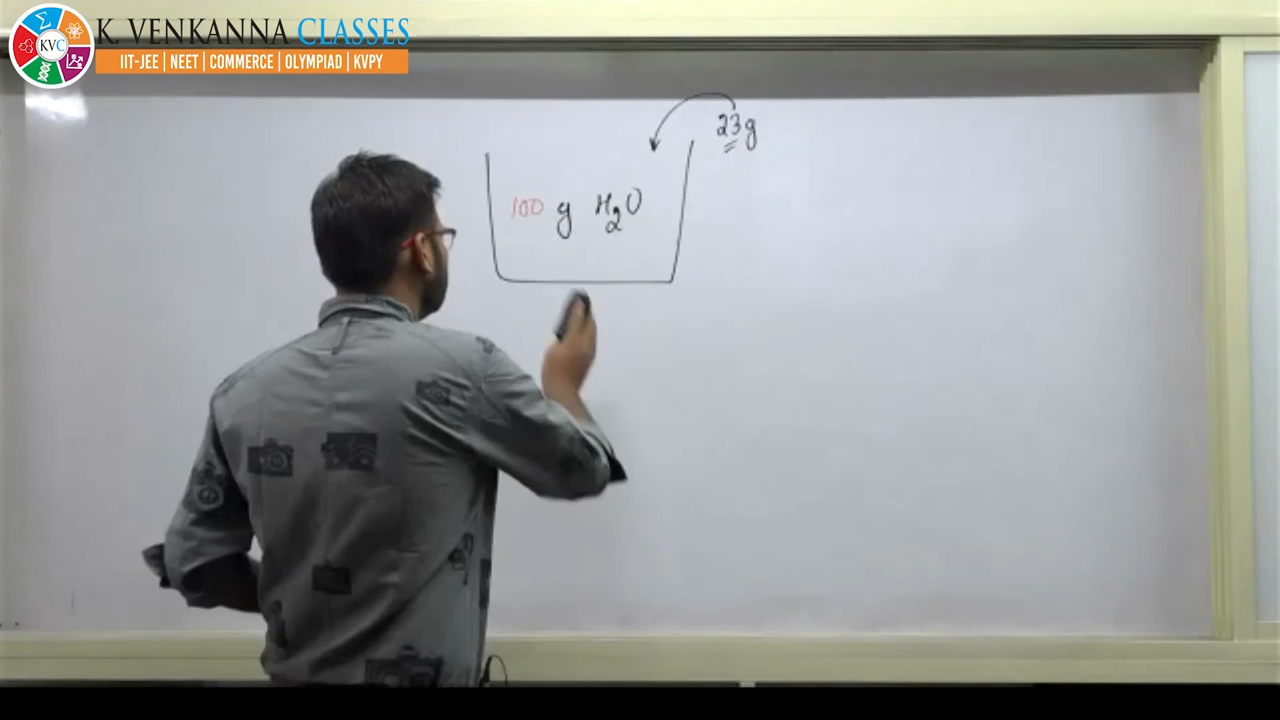 KVC
K. VENKANNA CLASSES
IIT-JEE | NEET | COMMERCE | OLYMPIAD | KVPY
23g
100 g H₂O